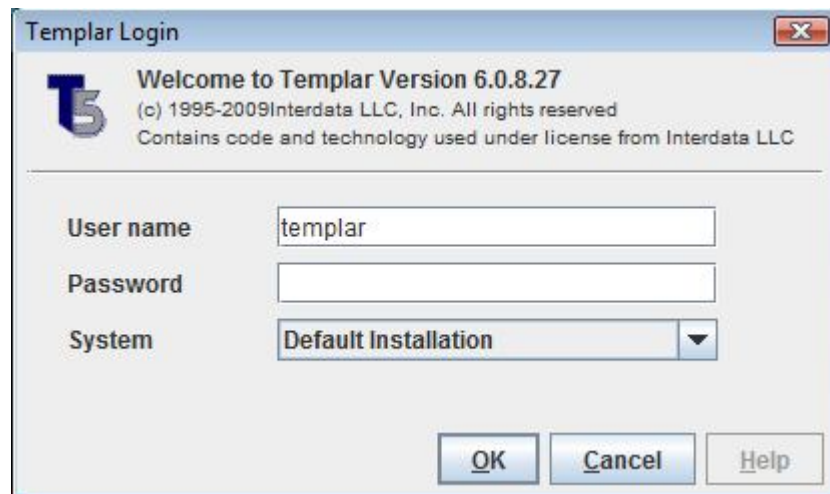 Templar Login
T5
Welcome to Templar Version 6.0.8.27
(c) 1995-2009Interdata LLC, Inc. All rights reserved
Contains code and technology used under license from Interdata LLC
User name templar
Password
System Default Installation
OK Cancel Help